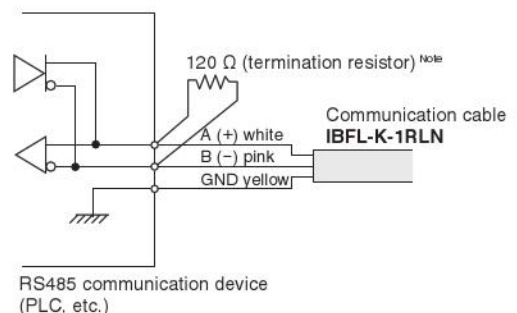 120 Ω (termination resistor) Note
Communication cable
IBFL-K-1RLN
A (+) white
B (−) pink
GND yellow
RS485 communication device
(PLC, etc.)